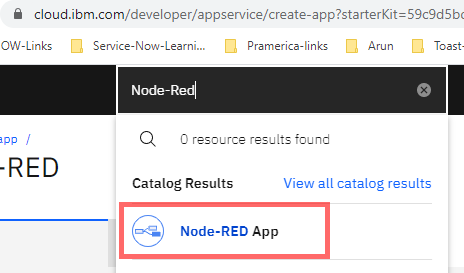 cloud.ibm.com/developer/appservice/create-app?starterKit=59c9d5bd
OW-Links Service-Now-Learni... Pramerica-links Arun Toast-
Node-Red
0 resource results found
app /
-RED
Catalog Results View all catalog results
Node-RED App